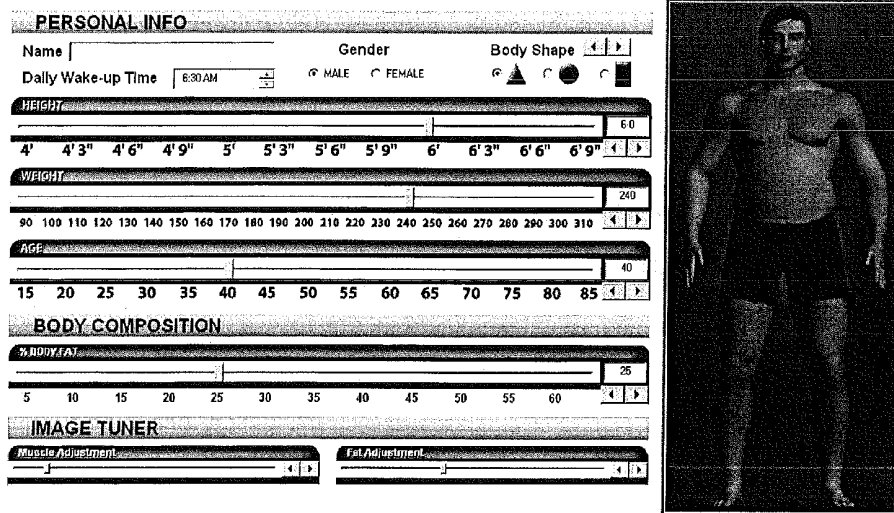 PERSONAL INFO
Name
Gender
Body Shape
Daily Wake-up Time
6:30 AM
MALE
FEMALE
HEIGHT
6-0
4' 4' 3" 4' 6" 4' 9" 5' 5' 3" 5' 6" 5' 9" 6' 6' 3" 6' 6" 6' 9"
WEIGHT
240
90 100 110 120 130 140 150 160 170 180 190 200 210 220 230 240 250 260 270 280 290 300 310
AGE
40
15 20 25 30 35 40 45 50 55 60 65 70 75 80 85
BODY COMPOSITION
% BODY FAT
25
5 10 15 20 25 30 35 40 45 50 55 60
IMAGE TUNER
Muscle Adjustment
Fat Adjustment